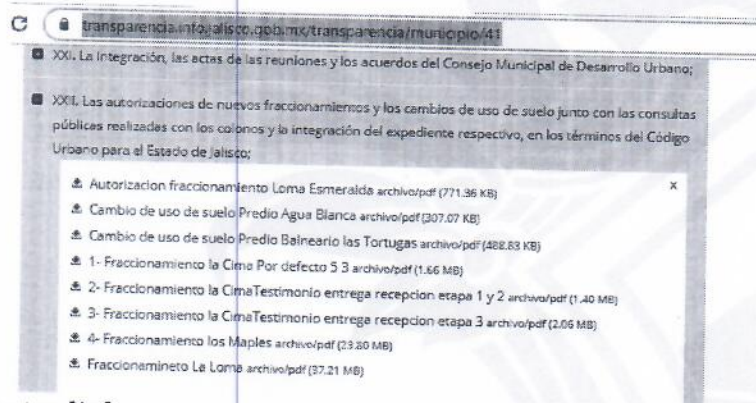 transparencia.info.jalisco.gob.mx/transparencia/municipio/41
XXI. La integración, las actas de las reuniones y los acuerdos del Consejo Municipal de Desarrollo Urbano;
XXII. Las autorizaciones de nuevos fraccionamientos y los cambios de uso de suelo junto con las consultas
públicas realizadas con los colonos y la integración del expediente respectivo, en los términos del Código
Urbano para el Estado de Jalisco;
x
Autorizacion fraccionamiento Loma Esmeralda archivo/pdf (771.36 KB)
Cambio de uso de suelo Predio Agua Blanca archivo/pdf (307.07 KB)
Cambio de uso de suelo Predio Balneario las Tortugas archivo/pdf (488.83 KB)
1- Fraccionamiento la Cima Por defecto 5 3 archivo/pdf (1.66 MB)
2- Fraccionamiento la CimaTestimonio entrega recepcion etapa 1 y 2 archivo/pdf (1.40 MB)
3- Fraccionamiento la CimaTestimonio entrega recepcion etapa 3 archivo/pdf (2.06 MB)
4- Fraccionamiento los Maples archivo/pdf (29.80 MB)
Fraccionamineto La Loma archivo/pdf (37.21 MB)